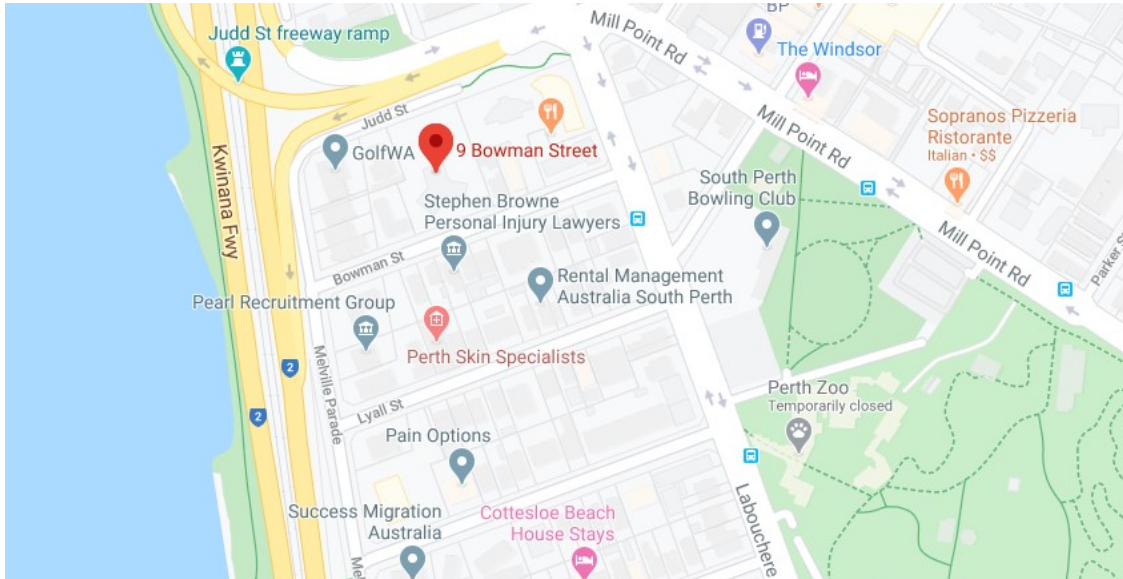 BP
Judd St freeway ramp
Mill Point Rd
The Windsor
Judd St
GolfWA
9 Bowman Street
Mill Point Rd
Sopranos Pizzeria
Ristorante
Italian • $$
Kwinana Fwy
Stephen Browne
Personal Injury Lawyers
South Perth
Bowling Club
Bowman St
Mill Point Rd
Parker S
Pearl Recruitment Group
Rental Management
Australia South Perth
2
Melville Parade
Perth Skin Specialists
Perth Zoo
Temporarily closed
2
Lyall St
Pain Options
Labouchere
Success Migration
Australia
Cottesloe Beach
House Stays
Mel